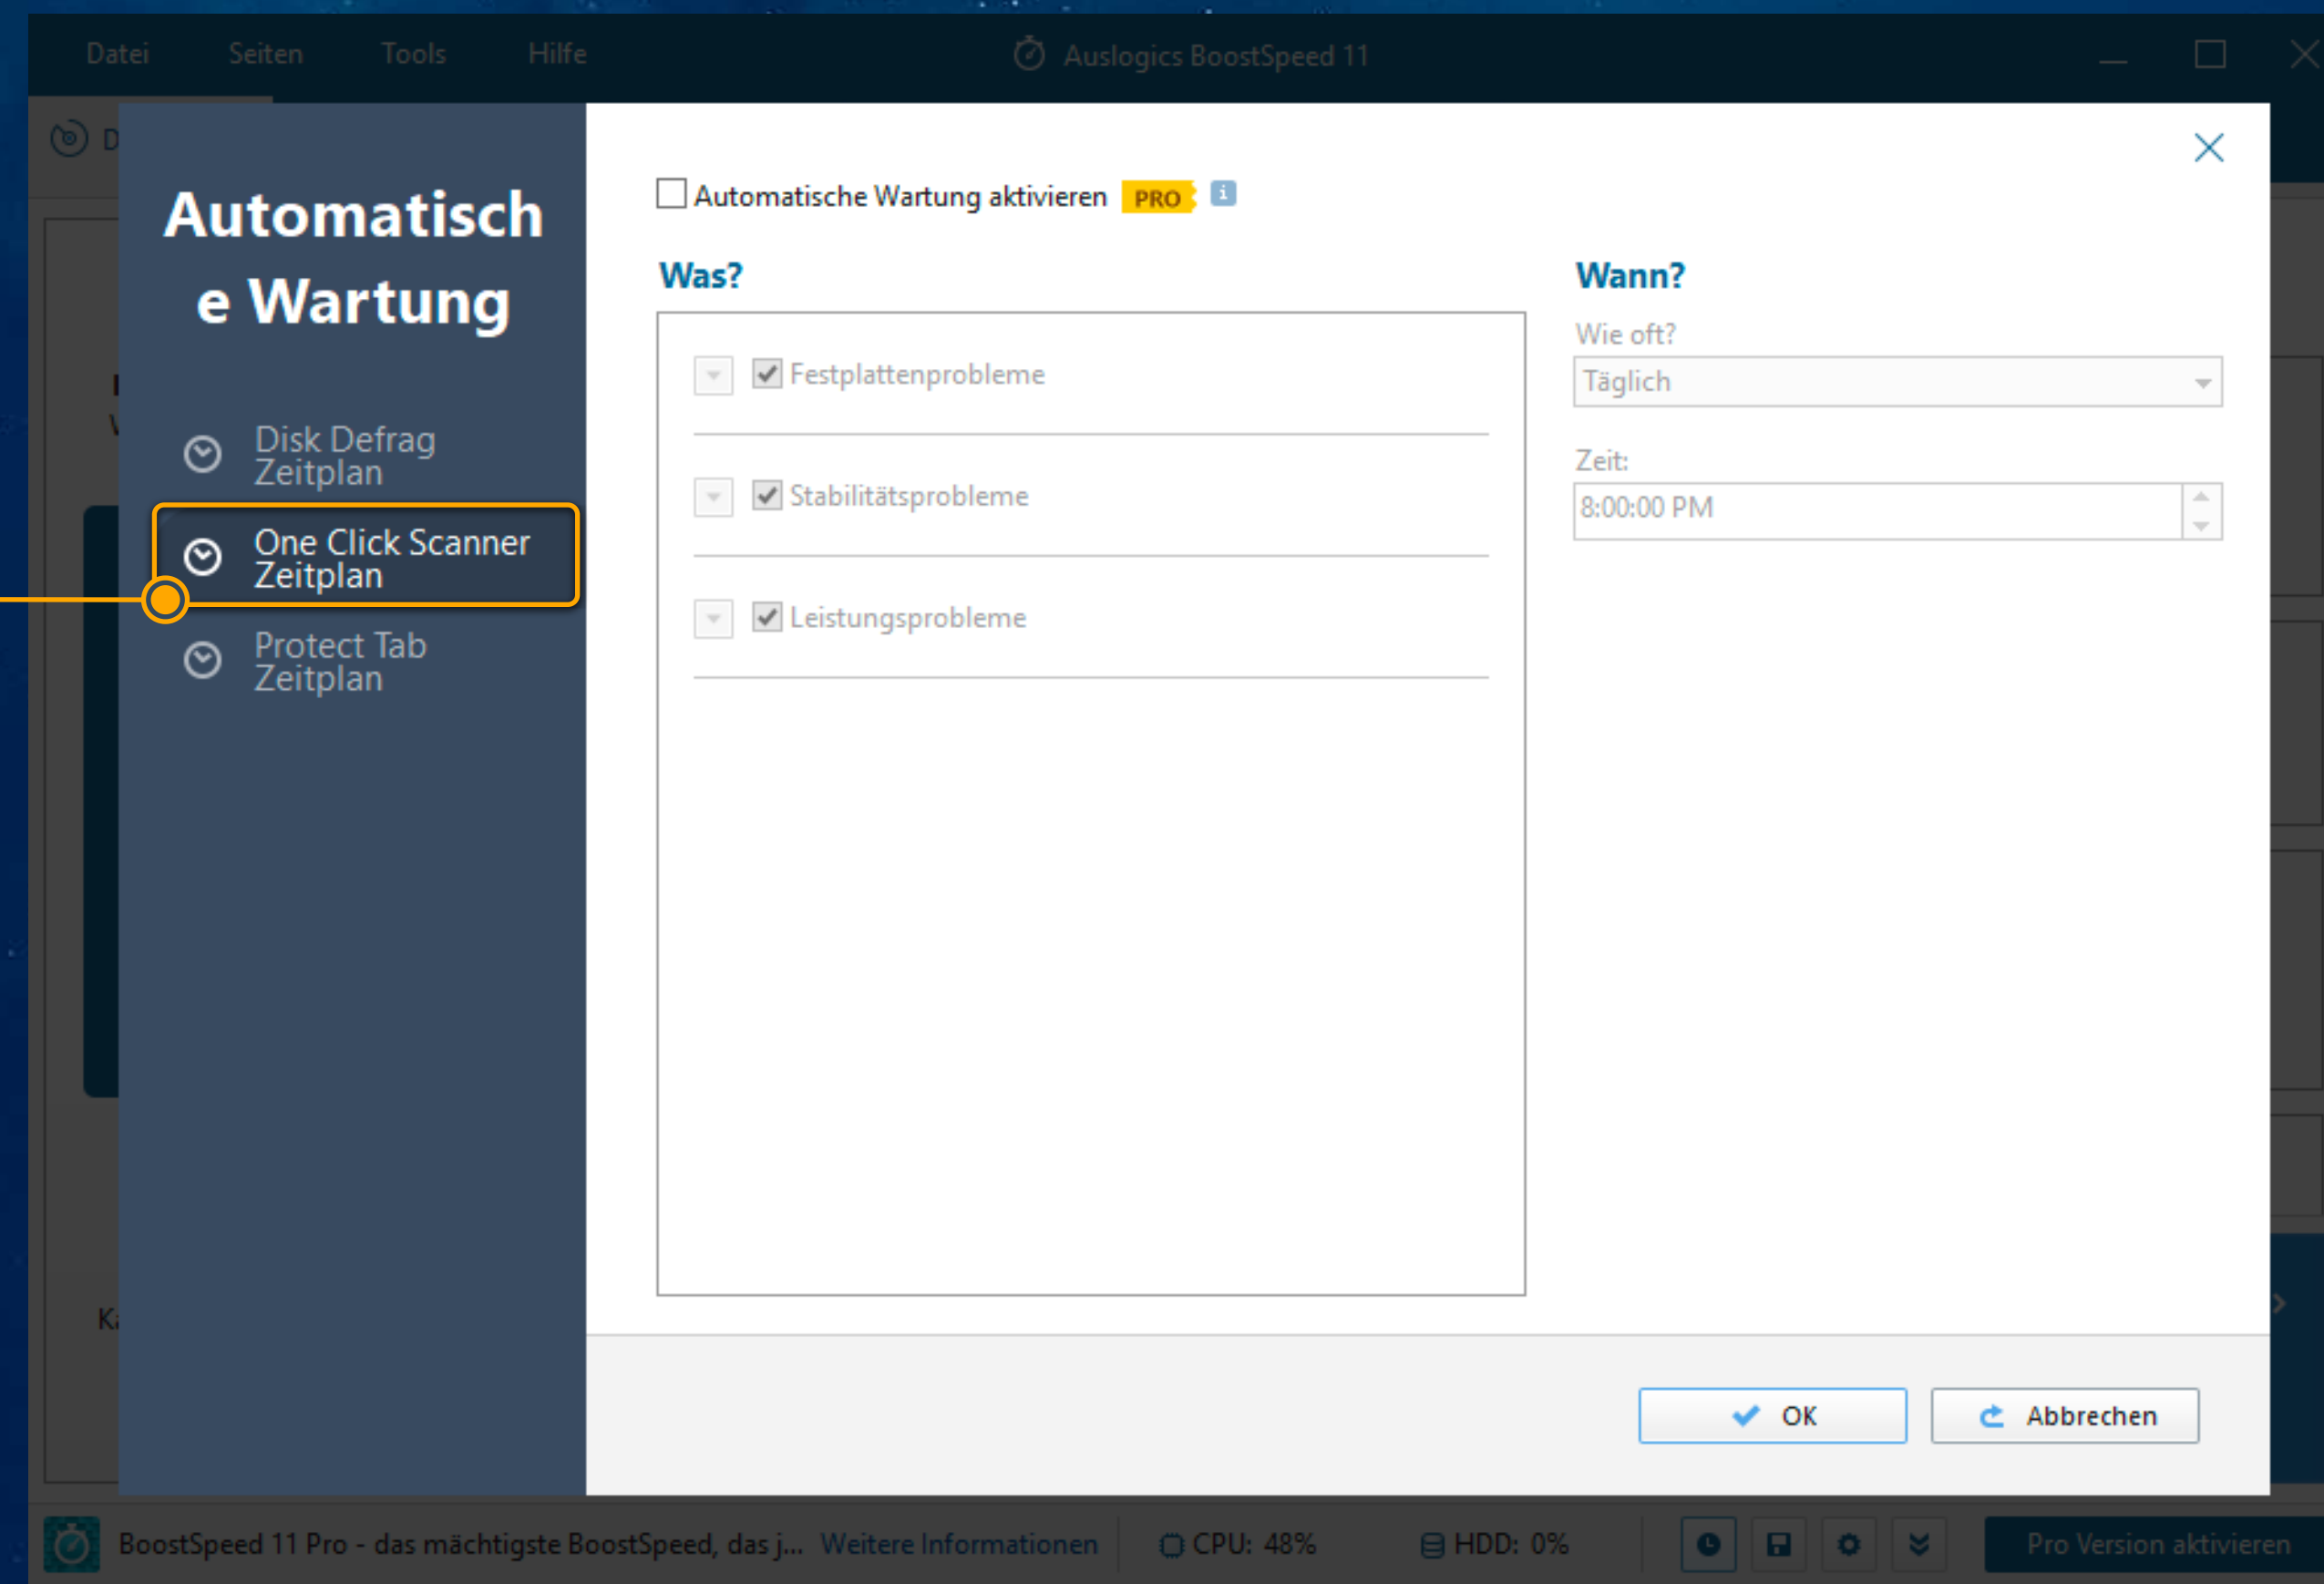 Datei Seiten Tools Hilfe Auslogics BoostSpeed 11
Automatisch
e Wartung
Disk Defrag
Zeitplan
One Click Scanner
Zeitplan
Protect Tab
Zeitplan
Automatische Wartung aktivieren PRO
Was?
Festplattenprobleme
Stabilitätsprobleme
Leistungsprobleme
Wann?
Wie oft?
Täglich
Zeit:
8:00:00 PM
OK Abbrechen
BoostSpeed 11 Pro - das mächtigste BoostSpeed, das j... Weitere Informationen CPU: 48% HDD: 0% Pro Version aktivieren